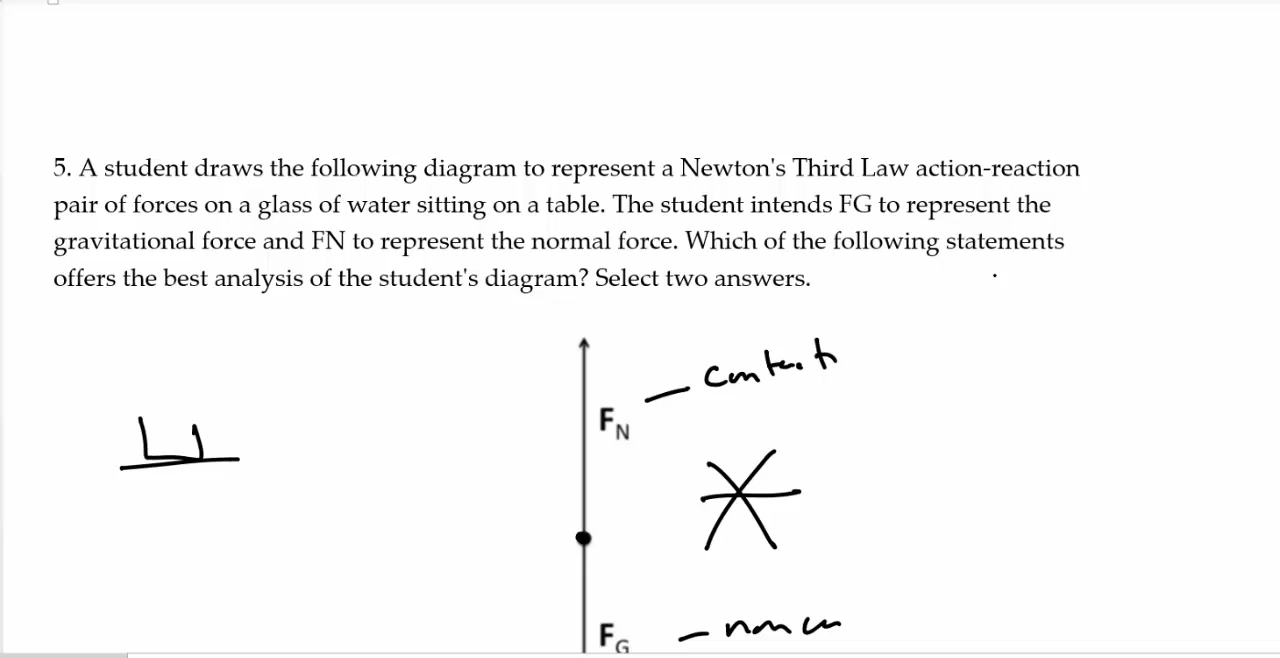 5. A student draws the following diagram to represent a Newton's Third Law action-reaction
pair of forces on a glass of water sitting on a table. The student intends FG to represent the
gravitational force and FN to represent the normal force. Which of the following statements
offers the best analysis of the student's diagram? Select two answers.
FN
FG
non